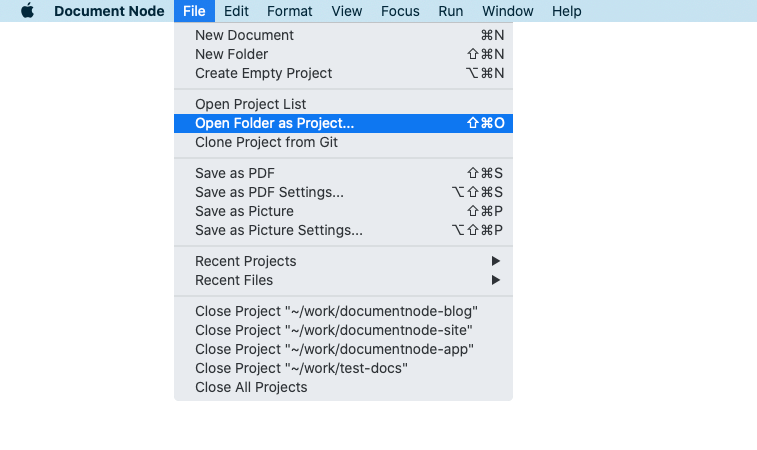 Document Node File Edit Format View Focus Run Window Help
New Document ⌘N
New Folder ⇧⌘N
Create Empty Project ⌥⌘N
Open Project List
Open Folder as Project... ⇧⌘O
Clone Project from Git
Save as PDF ⇧⌘S
Save as PDF Settings... ⌥⇧⌘S
Save as Picture ⇧⌘P
Save as Picture Settings... ⌥⇧⌘P
Recent Projects ▶
Recent Files ▶
Close Project "~/work/documentnode-blog"
Close Project "~/work/documentnode-site"
Close Project "~/work/documentnode-app"
Close Project "~/work/test-docs"
Close All Projects